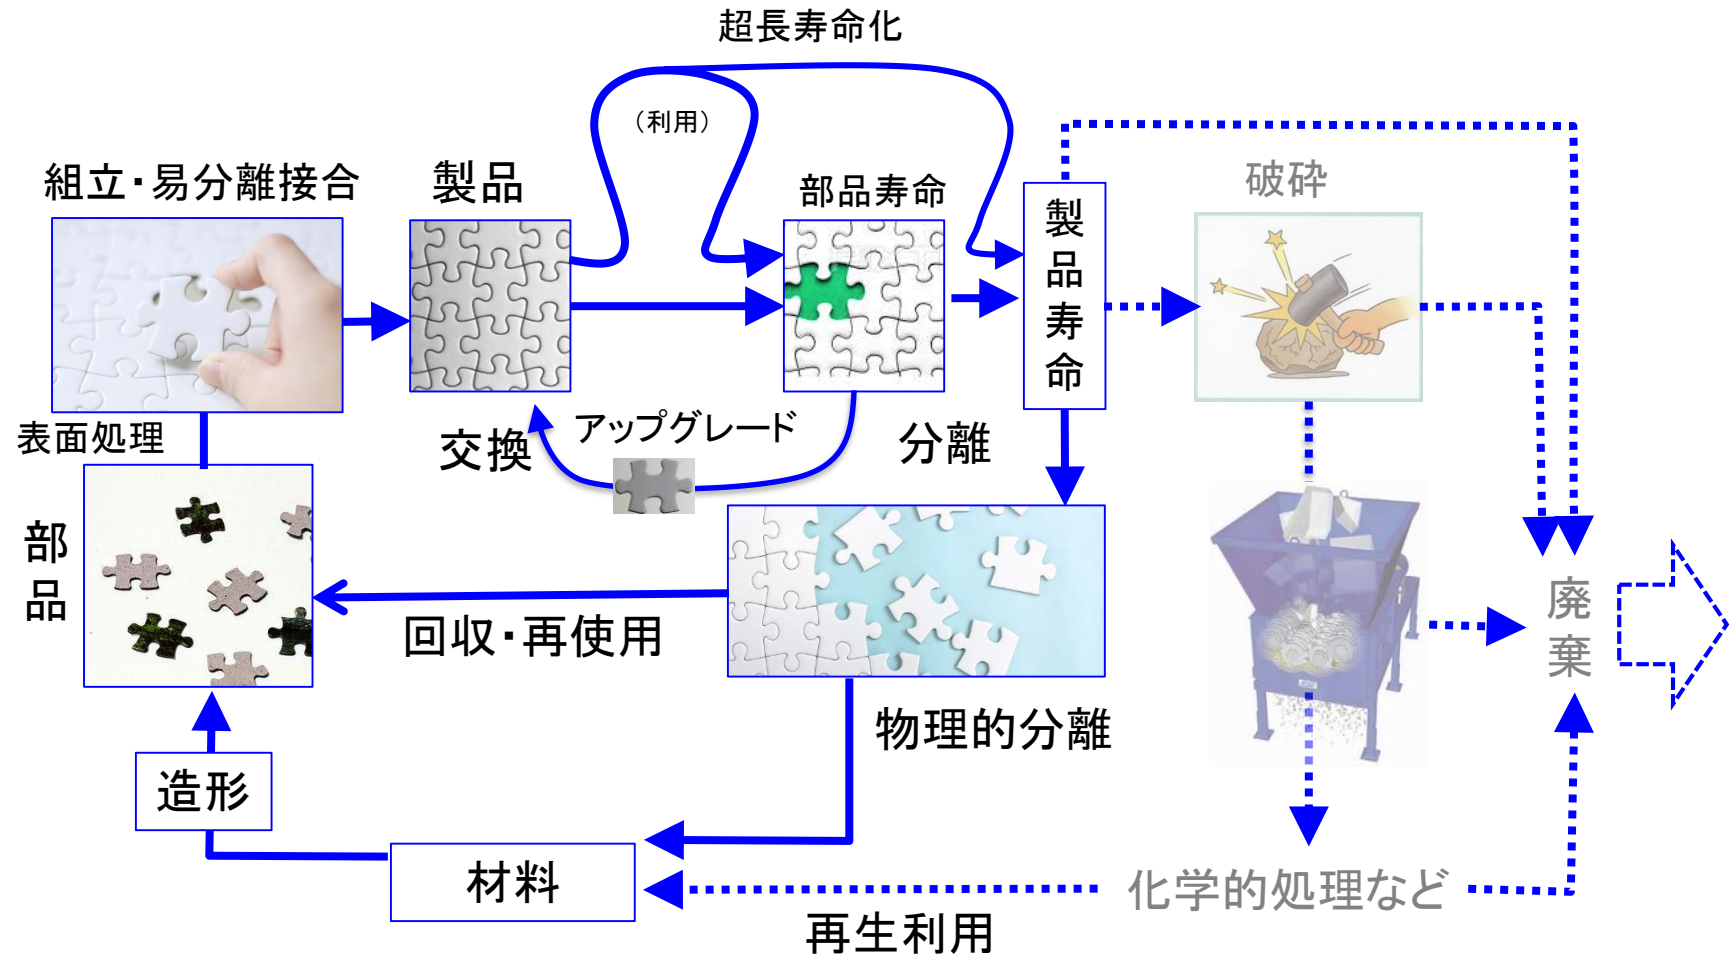 超長寿命化
（利用）
組立・易分離接合
製品
部品寿命
製品寿命
破砕
表面処理
交換
アップグレード
分離
部品
回収・再使用
物理的分離
廃棄
造形
材料
化学的処理など
再生利用